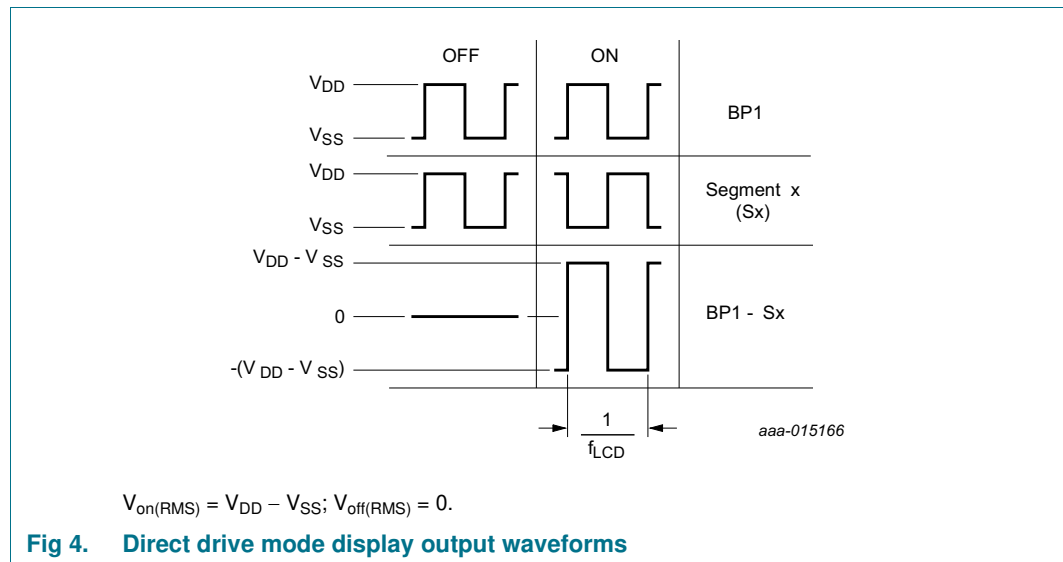 OFF ON
VDD
VSS
BP1
VDD
VSS
Segment x
(Sx)
VDD - VSS
0
-(VDD - VSS)
BP1 - Sx
1
fLCD
aaa-015166
Von(RMS) = VDD − VSS; Voff(RMS) = 0.
Fig 4. Direct drive mode display output waveforms